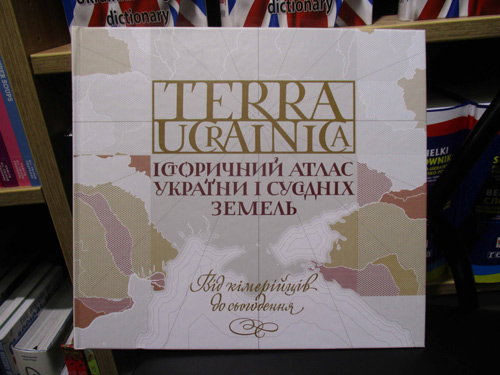 dictionary
dictionary
TERRA
UCRAINICA
ІСТОРИЧНИЙ АТЛАС
УКРАЇНИ І СУСІДНІХ
ЗЕМЕЛЬ
Від кімерійців
до сьогодення